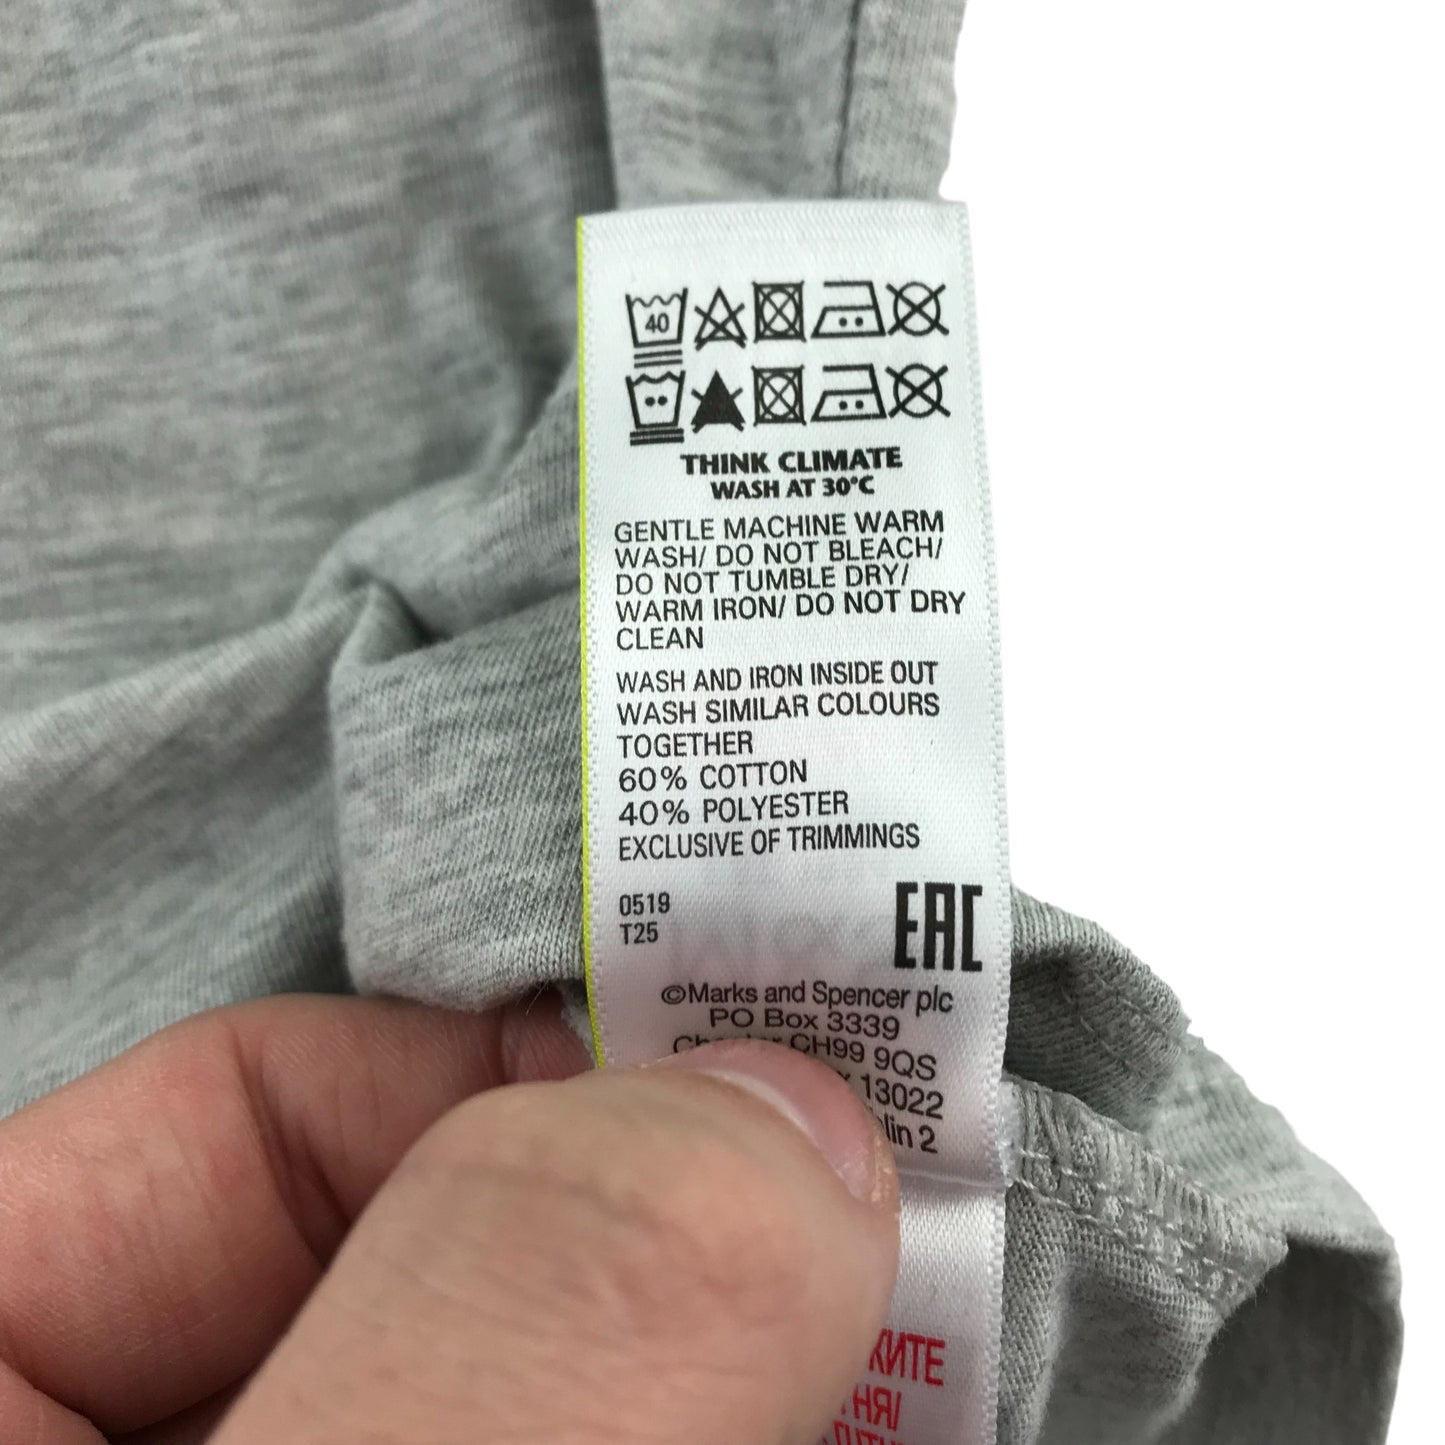 40
THINK CLIMATE
WASH AT 30°C
GENTLE MACHINE WARM
WASH/ DO NOT BLEACH/
DO NOT TUMBLE DRY/
WARM IRON/ DO NOT DRY
CLEAN
WASH AND IRON INSIDE OUT
WASH SIMILAR COLOURS
TOGETHER
60% COTTON
40% POLYESTER
EXCLUSIVE OF TRIMMINGS
0519
T25
EAC
©Marks and Spencer plc
PO Box 3339
CH99 9QS
13022
2